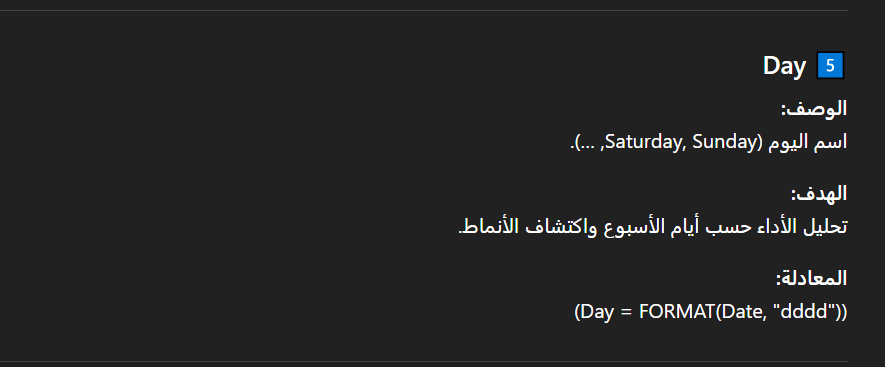 5 Day
الوصف:
اسم اليوم (Saturday, Sunday, ...).
الهدف:
تحليل الأداء حسب أيام الأسبوع واكتشاف الأنماط.
المعادلة:
(Day = FORMAT(Date, "dddd"))